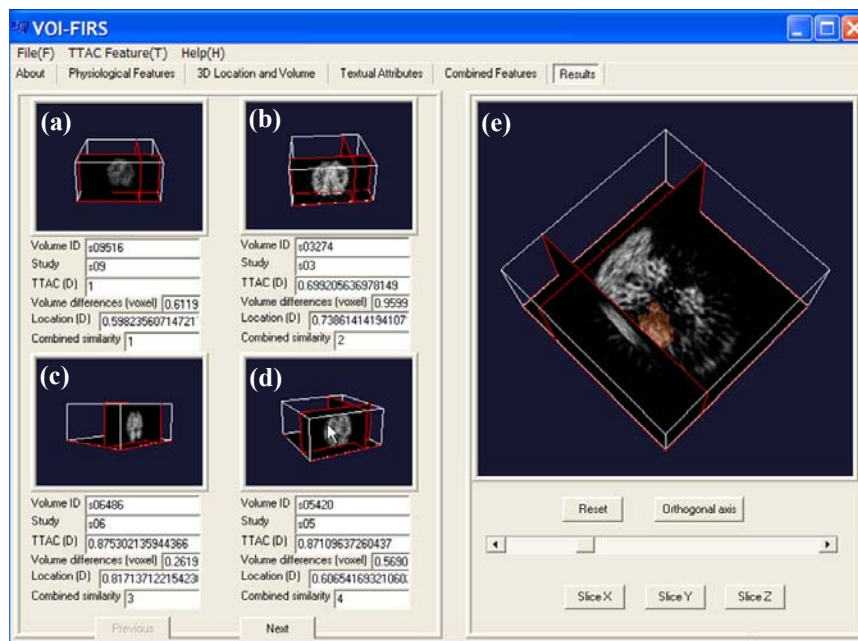 VOI-FIRS
File(F) TTAC Feature(T) Help(H)
About Physiological Features 3D Location and Volume Textual Attributes Combined Features Results
(a)
Volume ID s09516
Study s09
TTAC (D) 1
Volume differences (voxel) 0.6119
Location (D) 0.59823560714721
Combined similarity 1
(b)
Volume ID s03274
Study s03
TTAC (D) 0.699205636978149
Volume differences (voxel) 0.9599
Location (D) 0.73861414194107
Combined similarity 2
(c)
Volume ID s06486
Study s06
TTAC (D) 0.875302135944366
Volume differences (voxel) 0.2619
Location (D) 0.8171371221542
Combined similarity 3
(d)
Volume ID s05420
Study s05
TTAC (D) 0.87109637260437
Volume differences (voxel) 0.5690
Location (D) 0.6065416932106
Combined similarity 4
Previous Next
(e)
Reset Orthogonal axis
Slice X Slice Y Slice Z